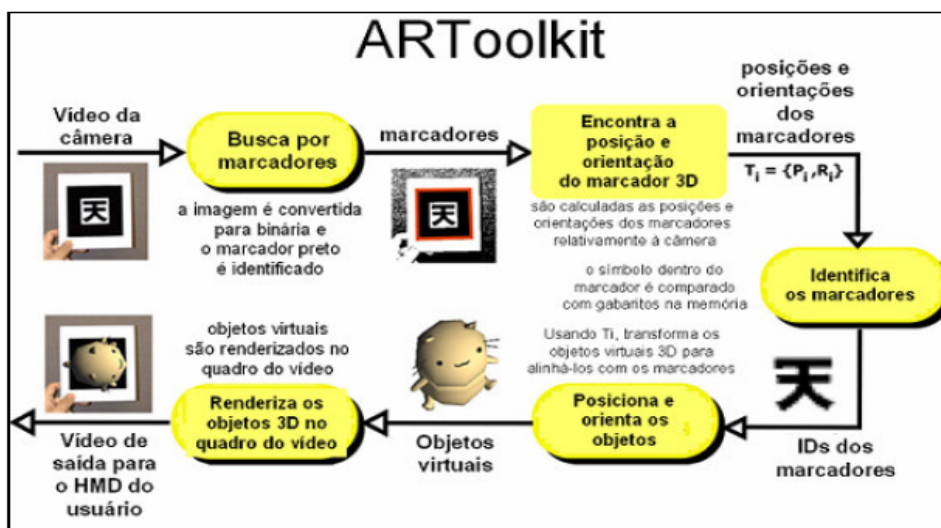 ARToolkit
Vídeo da
câmera
Busca por
marcadores
a imagem é convertida
para binária e
o marcador preto
é identificado
marcadores
Encontra a
posição e
orientação
do marcador 3D
são calculadas as posições e
orientações dos marcadores
relativamente à câmera
posições e
orientações
dos
marcadores
Ti = {Pi ,Ri}
Identifica
os marcadores
o símbolo dentro do
marcador é comparado
com gabaritos na memória
天
IDs dos
marcadores
Usando Ti, transforma os
objetos virtuais 3D para
alinhá-los com os marcadores
Posiciona e
orienta os
objetos
Objetos
virtuais
objetos virtuais
são renderizados no
quadro do vídeo
Renderiza os
objetos 3D no
quadro do vídeo
Vídeo de
saída para
o HMD do
usuário
天
天